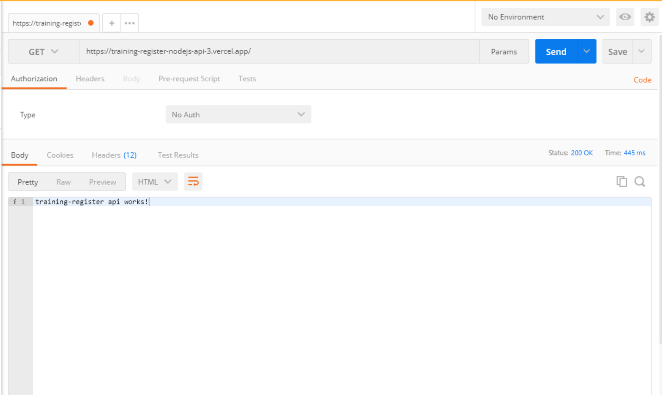 https://training-registe
No Environment
GET https://training-register-nodejs-api-3.vercel.app/ Params Send Save
Authorization Headers Body Pre-request Script Tests Code
Type No Auth
Body Cookies Headers (12) Test Results Status: 200 OK Time: 445 ms
Pretty Raw Preview HTML
i 1 training-register api works!